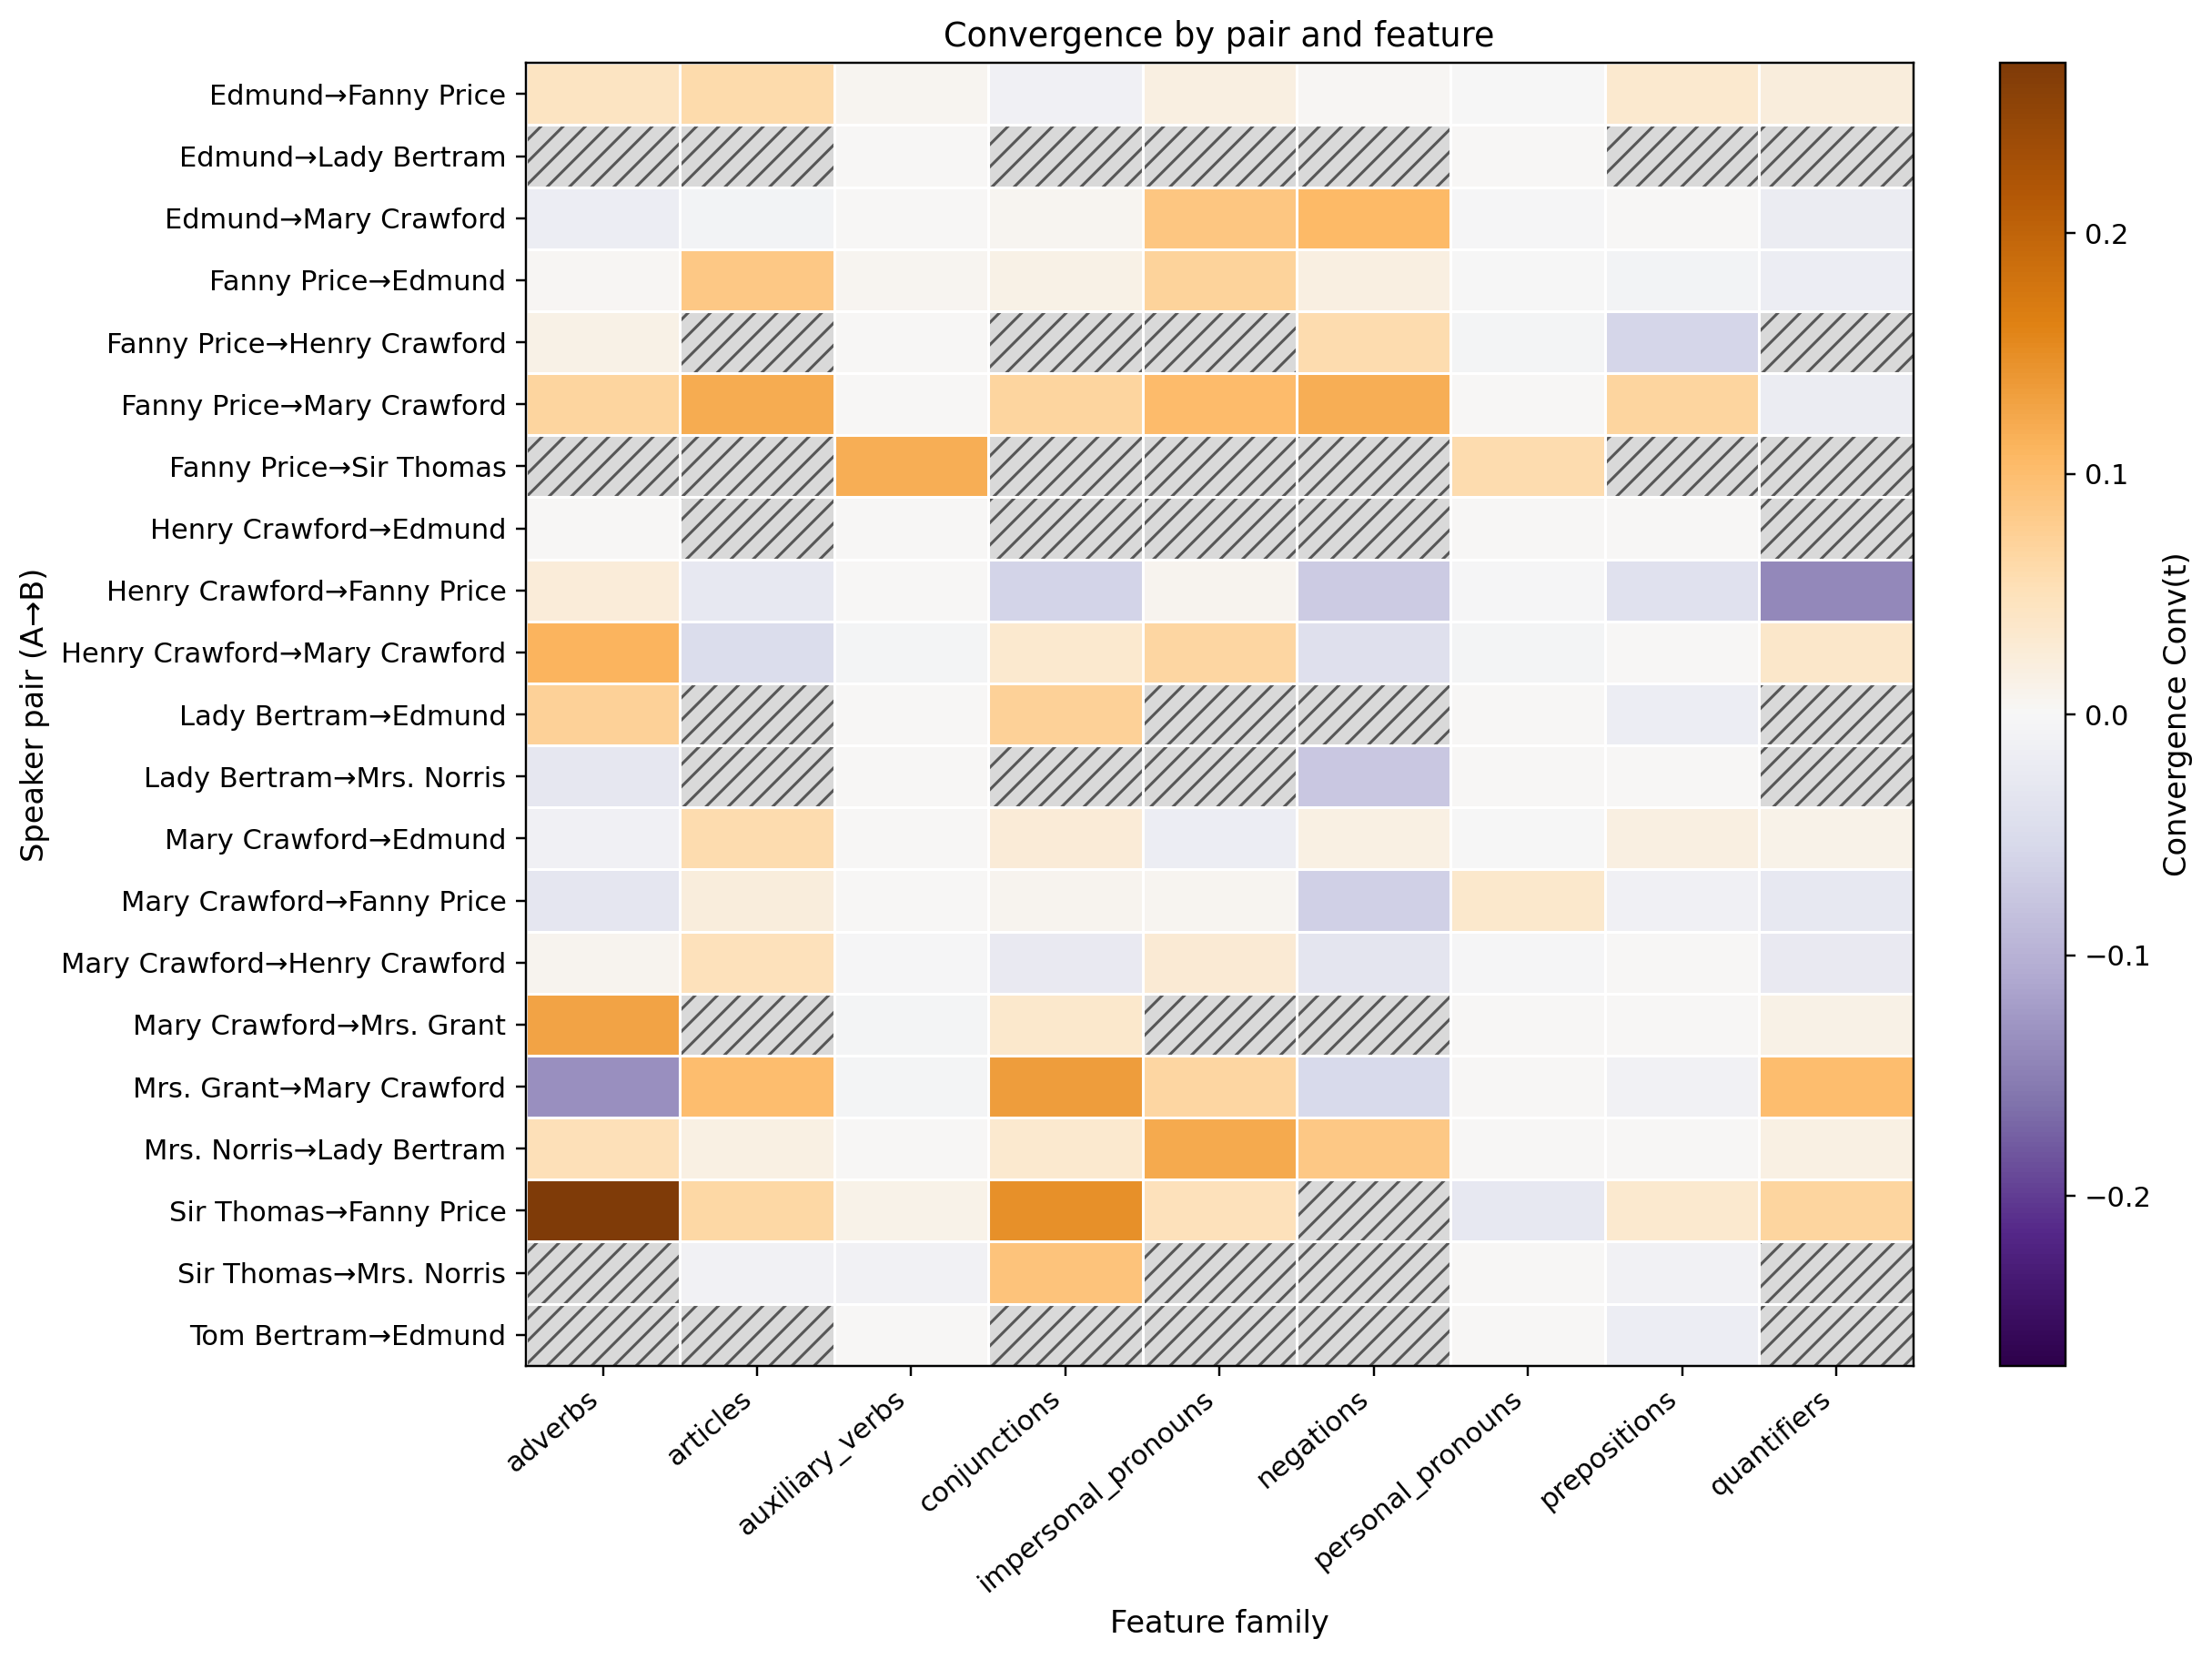 Convergence by pair and feature
Speaker pair (A→B)
Edmund→Fanny Price
Edmund→Lady Bertram
Edmund→Mary Crawford
Fanny Price→Edmund
Fanny Price→Henry Crawford
Fanny Price→Mary Crawford
Fanny Price→Sir Thomas
Henry Crawford→Edmund
Henry Crawford→Fanny Price
Henry Crawford→Mary Crawford
Lady Bertram→Edmund
Lady Bertram→Mrs. Norris
Mary Crawford→Edmund
Mary Crawford→Fanny Price
Mary Crawford→Henry Crawford
Mary Crawford→Mrs. Grant
Mrs. Grant→Mary Crawford
Mrs. Norris→Lady Bertram
Sir Thomas→Fanny Price
Sir Thomas→Mrs. Norris
Tom Bertram→Edmund
adverbs
articles
auxiliary_verbs
conjunctions
impersonal_pronouns
negations
personal_pronouns
prepositions
quantifiers
Feature family
0.2
0.1
0.0
−0.1
−0.2
Convergence Conv(t)